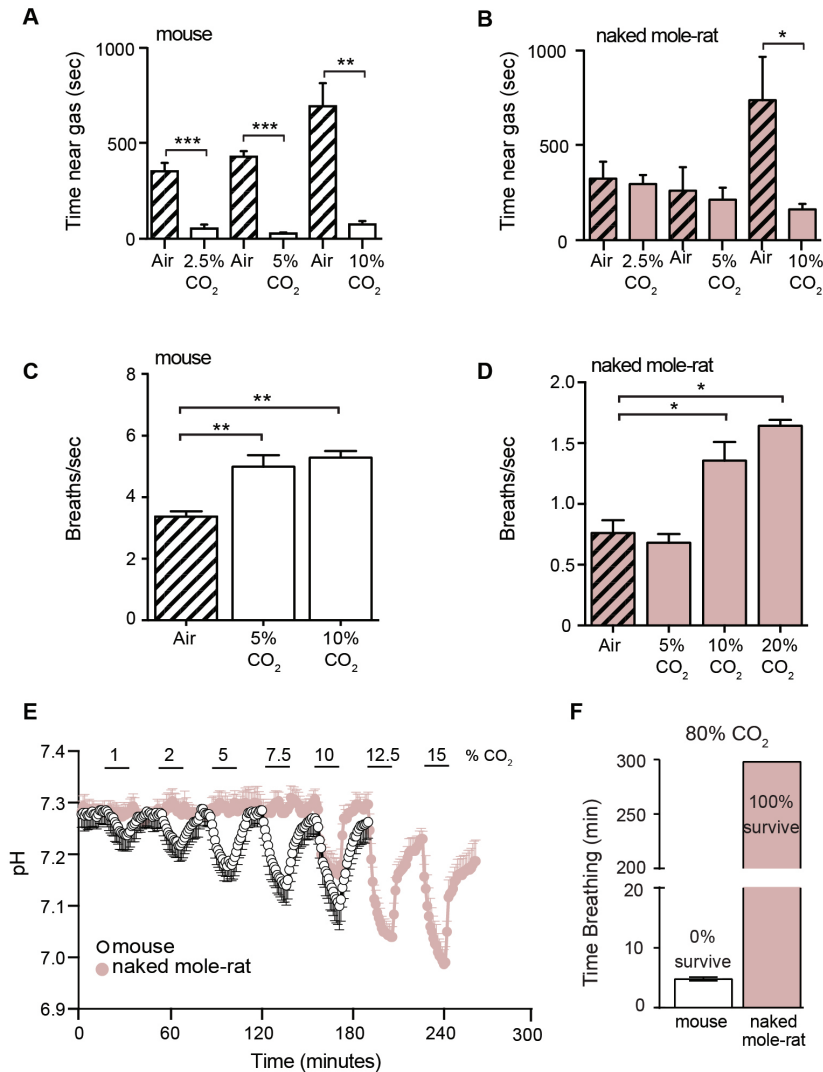 A
mouse
Time near gas (sec)
1000
500
0
***
***
**
Air 2.5% Air 5% Air 10%
CO₂ CO₂ CO₂
B
naked mole-rat
Time near gas (sec)
1000
500
0
*
Air 2.5% Air 5% Air 10%
CO₂ CO₂ CO₂
C
mouse
Breaths/sec
8
6
4
2
0
**
**
Air 5% 10%
CO₂ CO₂
D
naked mole-rat
Breaths/sec
2.0
1.5
1.0
0.5
0
*
*
Air 5% 10% 20%
CO₂ CO₂ CO₂
E
1 2 5 7.5 10 12.5 15 % CO₂
pH
7.4
7.3
7.2
7.1
7.0
6.9
mouse
naked mole-rat
0 60 120 180 240 300
Time (minutes)
F
80% CO₂
Time Breathing (min)
300
250
200
20
10
0
100%
survive
0%
survive
mouse naked
mole-rat